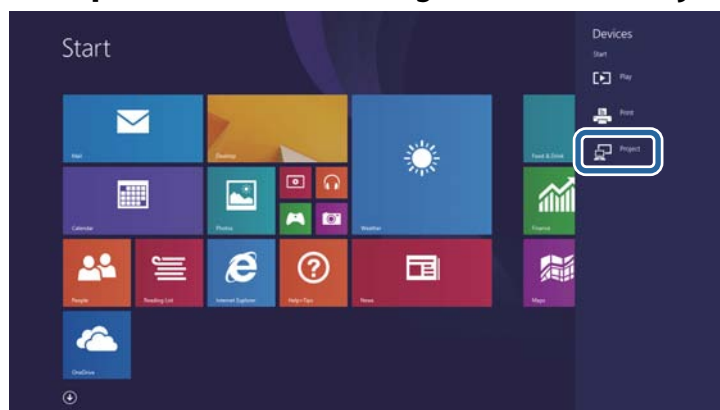 Start
Devices
Start
Play
Print
Project
Mail
Desktop
Food & Drink
Calendar
Photos
Weather
Finance
People
Reading List
Internet Explorer
Help+Tips
News
Maps
OneDrive